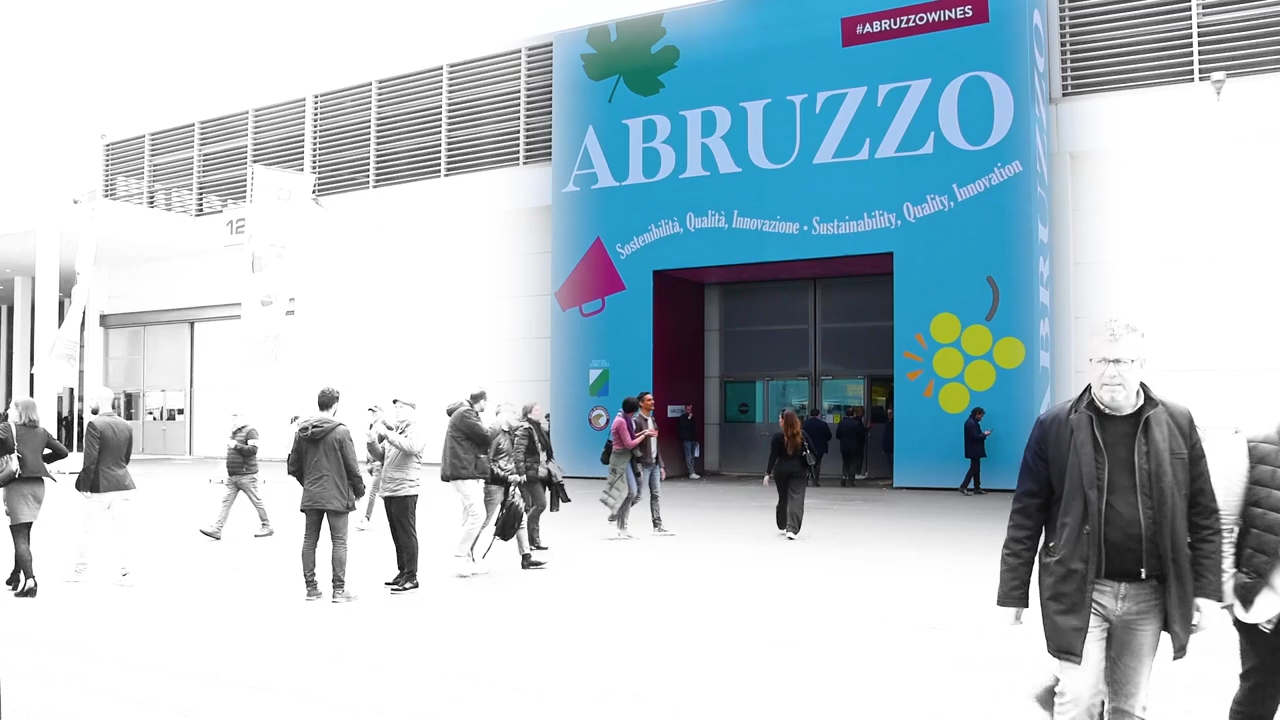 #ABRUZZOWINES
ABRUZZO
Sostenibilità, Qualità, Innovazione • Sustainability, Quality, Innovation
ABRUZZO
12